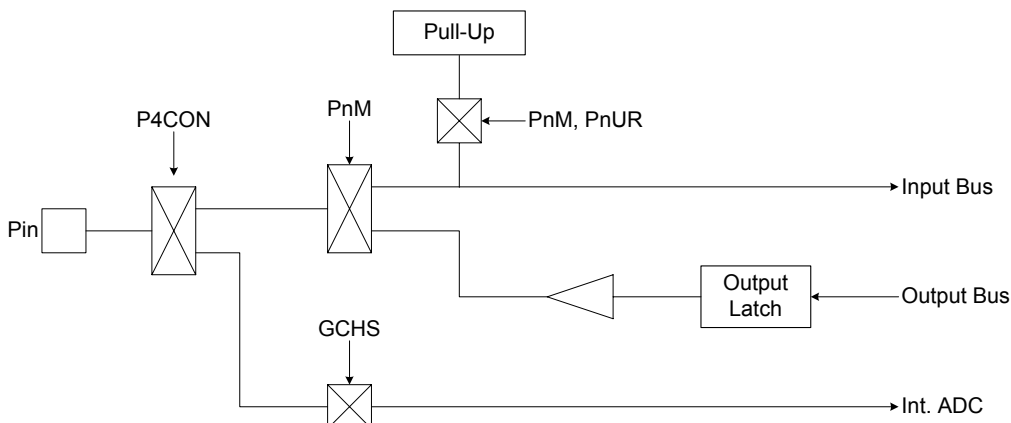 Pull-Up
P4CON
PnM
PnM, PnUR
Input Bus
Pin
Output
Latch
Output Bus
GCHS
Int. ADC